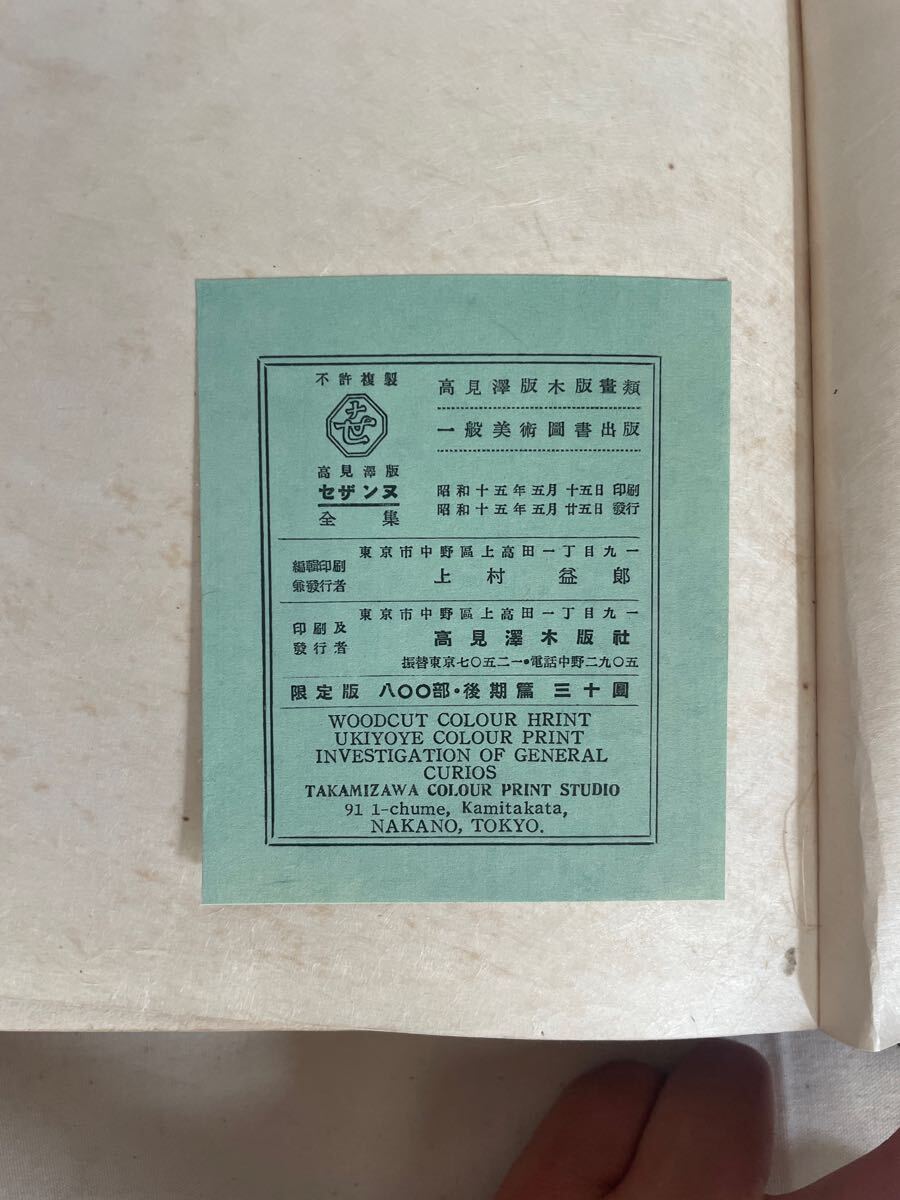 不許複製
高見澤版
セザンヌ
全集
高見澤版木版畫類
一般美術圖書出版
昭和十五年五月十五日印刷
昭和十五年五月廿五日發行
編輯印刷
兼發行者
東京市中野區上高田一丁目九一
上村益郎
印刷及
發行者
東京市中野區上高田一丁目九一
高見澤木版社
振替東京七〇五二一・電話中野二九〇五
限定版 八〇〇部・後期篇 三十圓
WOODCUT COLOUR HRINT
UKIYOYE COLOUR PRINT
INVESTIGATION OF GENERAL
CURIOS
TAKAMIZAWA COLOUR PRINT STUDIO
91 1-chume, Kamitakata,
NAKANO, TOKYO.